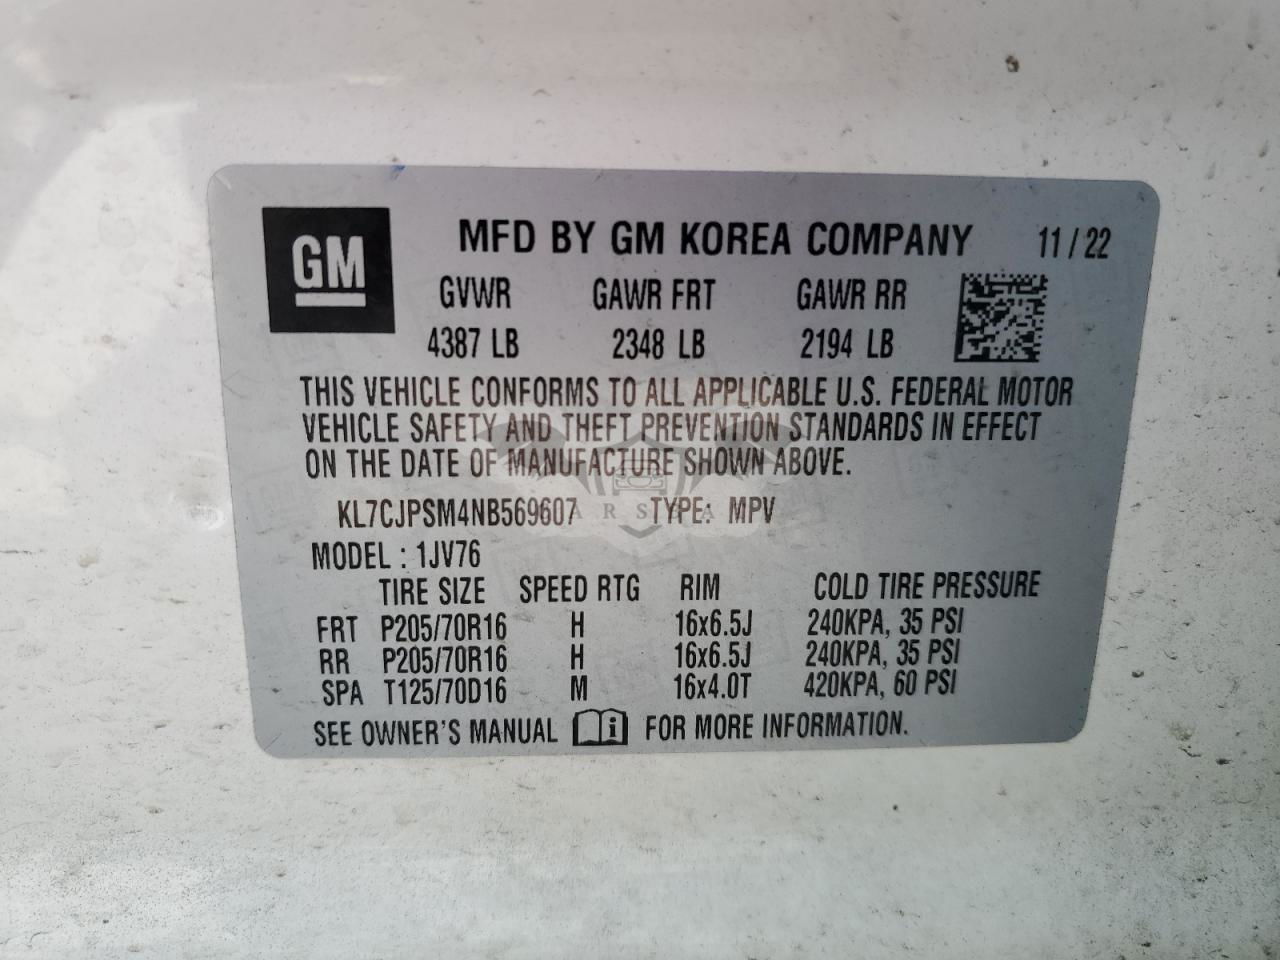 GM
MFD BY GM KOREA COMPANY 11 / 22
GVWR GAWR FRT GAWR RR
4387 LB 2348 LB 2194 LB
THIS VEHICLE CONFORMS TO ALL APPLICABLE U.S. FEDERAL MOTOR
VEHICLE SAFETY AND THEFT PREVENTION STANDARDS IN EFFECT
ON THE DATE OF MANUFACTURE SHOWN ABOVE.
KL7CJPSM4NB569607 TYPE: MPV
MODEL : 1JV76
TIRE SIZE SPEED RTG RIM COLD TIRE PRESSURE
FRT P205/70R16 H 16x6.5J 240KPA, 35 PSI
RR P205/70R16 H 16x6.5J 240KPA, 35 PSI
SPA T125/70D16 M 16x4.0T 420KPA, 60 PSI
SEE OWNER'S MANUAL i FOR MORE INFORMATION.